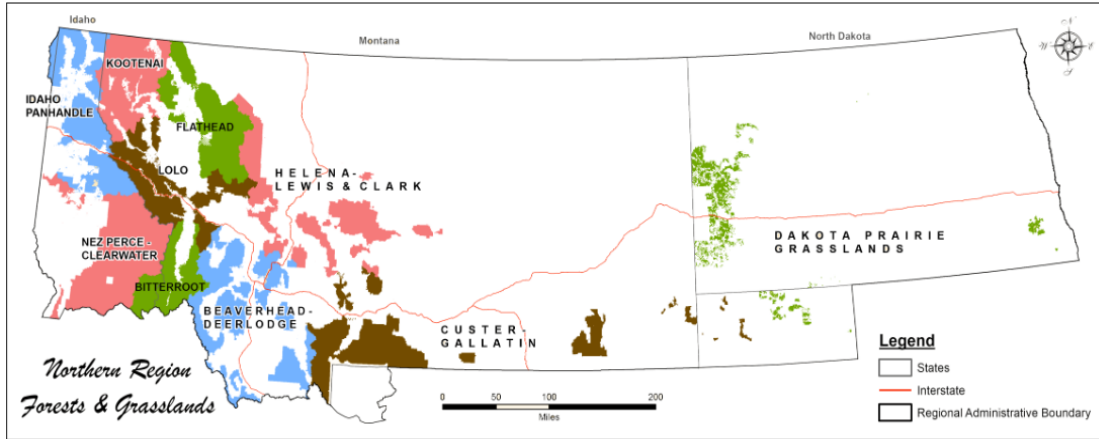 Idaho
Montana
North Dakota
N
W
E
S
KOOTENAI
IDAHO
PANHANDLE
FLATHEAD
LOLO
HELENA-
LEWIS & CLARK
NEZ PERCE -
CLEARWATER
DAKOTA PRAIRIE
GRASSLANDS
BITTERROOT
BEAVERHEAD-
DEERLODGE
CUSTER-
GALLATIN
Northern Region
Forests & Grasslands
0 50 100 200
Miles
Legend
States
Interstate
Regional Administrative Boundary